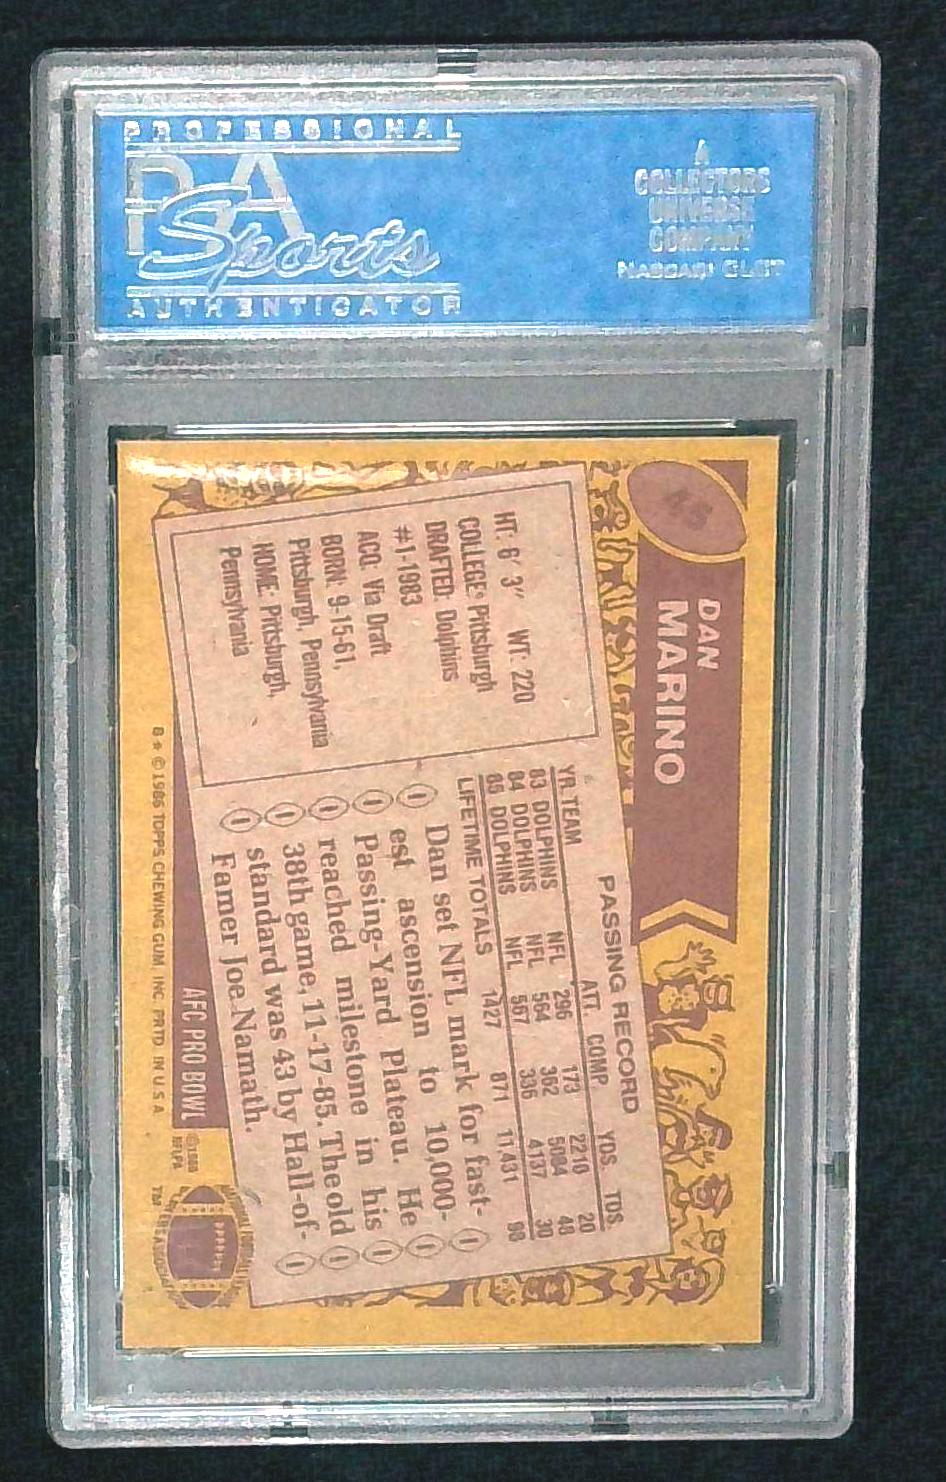 PROFESSIONAL
PSA
Sports
AUTHENTICATOR
A
COLLECTORS
UNIVERSE
COMPANY
NASDAQ: CLCT
45
DAN
MARINO
HT: 6' 3" WT: 220
COLLEGE: Pittsburgh
DRAFTED: Dolphins
#1-1983
ACQ: Via Draft
BORN: 9-15-61,
Pittsburgh, Pennsylvania
HOME: Pittsburgh,
Pennsylvania
PASSING RECORD
YR. TEAM ATT. COMP. YDS. TDS.
83 DOLPHINS NFL 296 173 2210 20
84 DOLPHINS NFL 564 362 5084 48
85 DOLPHINS NFL 567 336 4137 30
LIFETIME TOTALS 1427 871 11,431 98
Dan set NFL mark for fast-
est ascension to 10,000-
Passing-Yard Plateau. He
reached milestone in his
38th game, 11-17-85. The old
standard was 43 by Hall-of-
Famer Joe Namath.
AFC PRO BOWL
B* ©1986 TOPPS CHEWING GUM, INC. PRTD. IN U.S.A.
©1986
NFLPA
TM